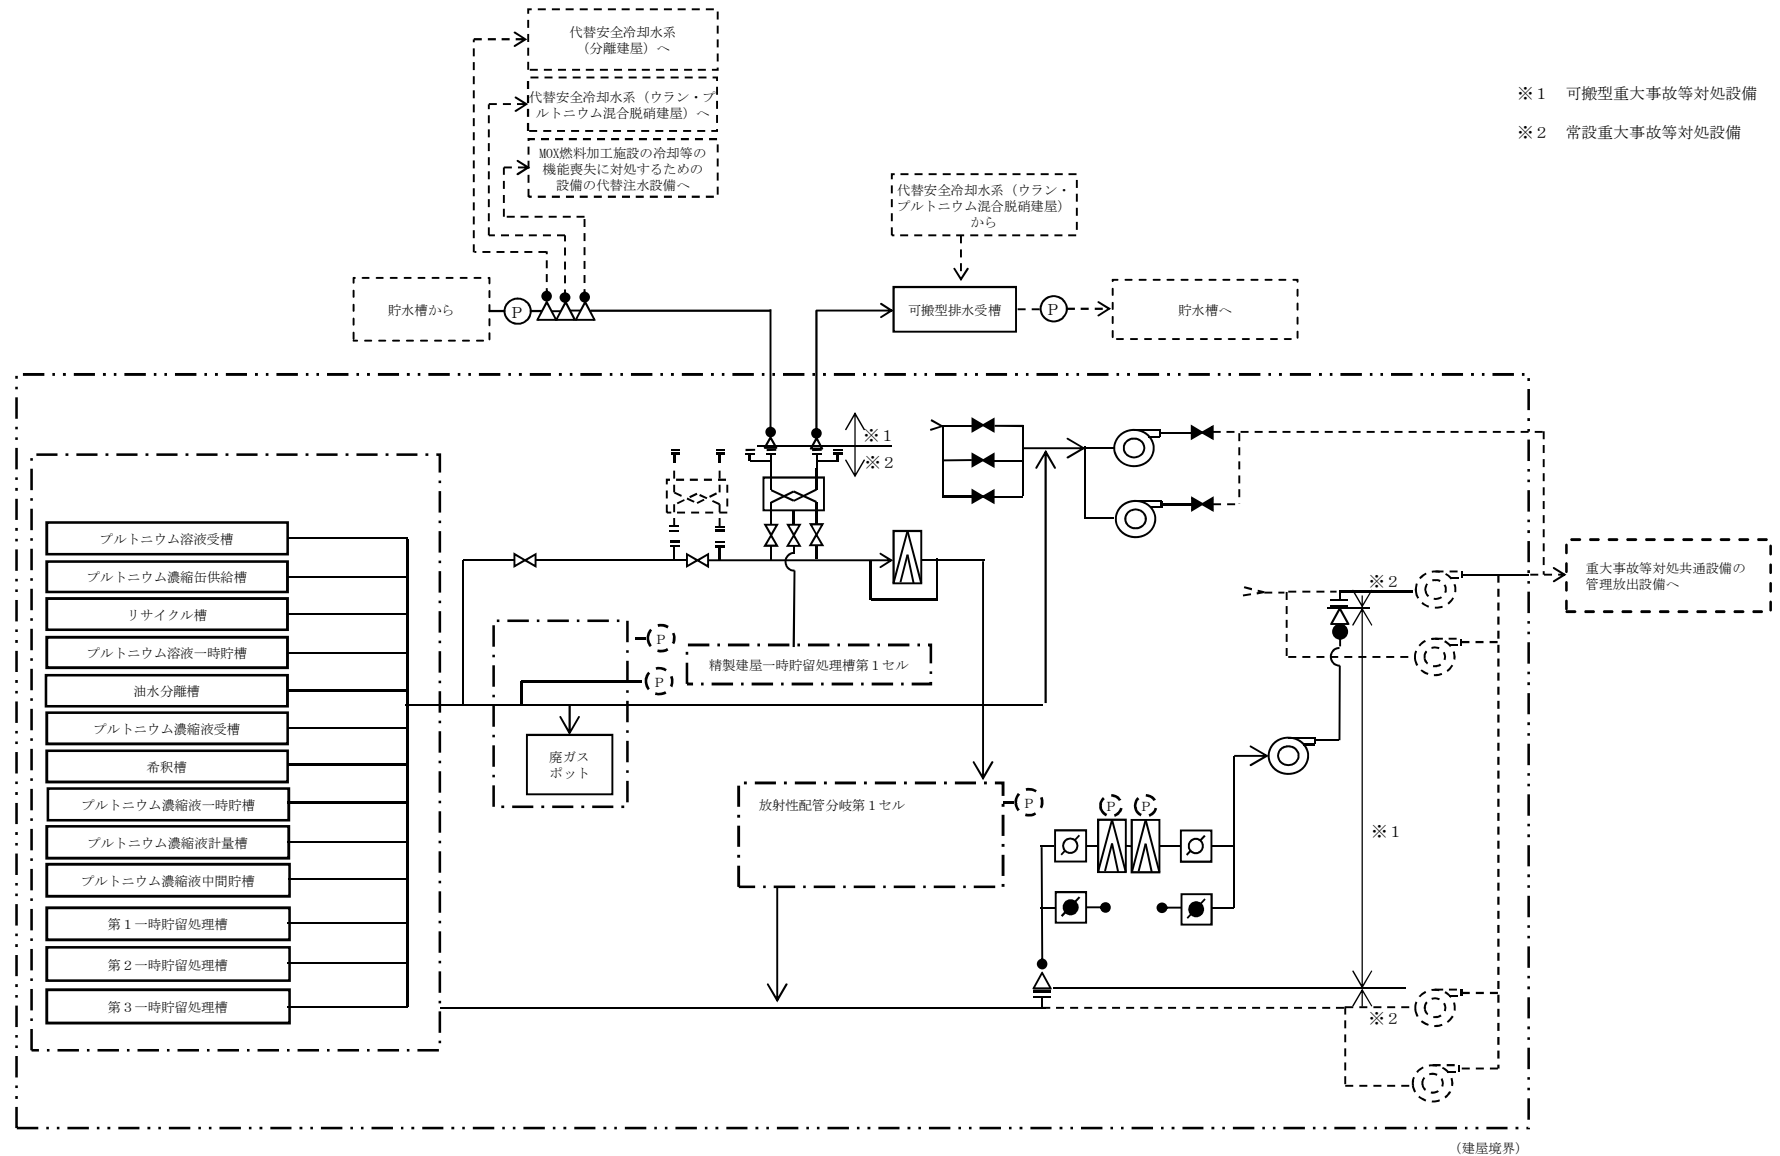 代替安全冷却水系
（分離建屋）へ
代替安全冷却水系（ウラン・プ
ルトニウム混合脱硝建屋）へ
MOX燃料加工施設の冷却等の
機能喪失に対処するための
設備の代替注水設備へ
※１　可搬型重大事故等対処設備
※２　常設重大事故等対処設備
代替安全冷却水系（ウラン・
プルトニウム混合脱硝建屋）
から
貯水槽から
P
可搬型排水受槽
P
貯水槽へ
※１
※２
プルトニウム溶液受槽
プルトニウム濃縮缶供給槽
リサイクル槽
プルトニウム溶液一時貯槽
油水分離槽
プルトニウム濃縮液受槽
希釈槽
プルトニウム濃縮液一時貯槽
プルトニウム濃縮液計量槽
プルトニウム濃縮液中間貯槽
第１一時貯留処理槽
第２一時貯留処理槽
第３一時貯留処理槽
P
P
精製建屋一時貯留処理槽第１セル
廃ガス
ポット
放射性配管分岐第１セル
P
P
P
※２
重大事故等対処共通設備の
管理放出設備へ
※１
※２
（建屋境界）